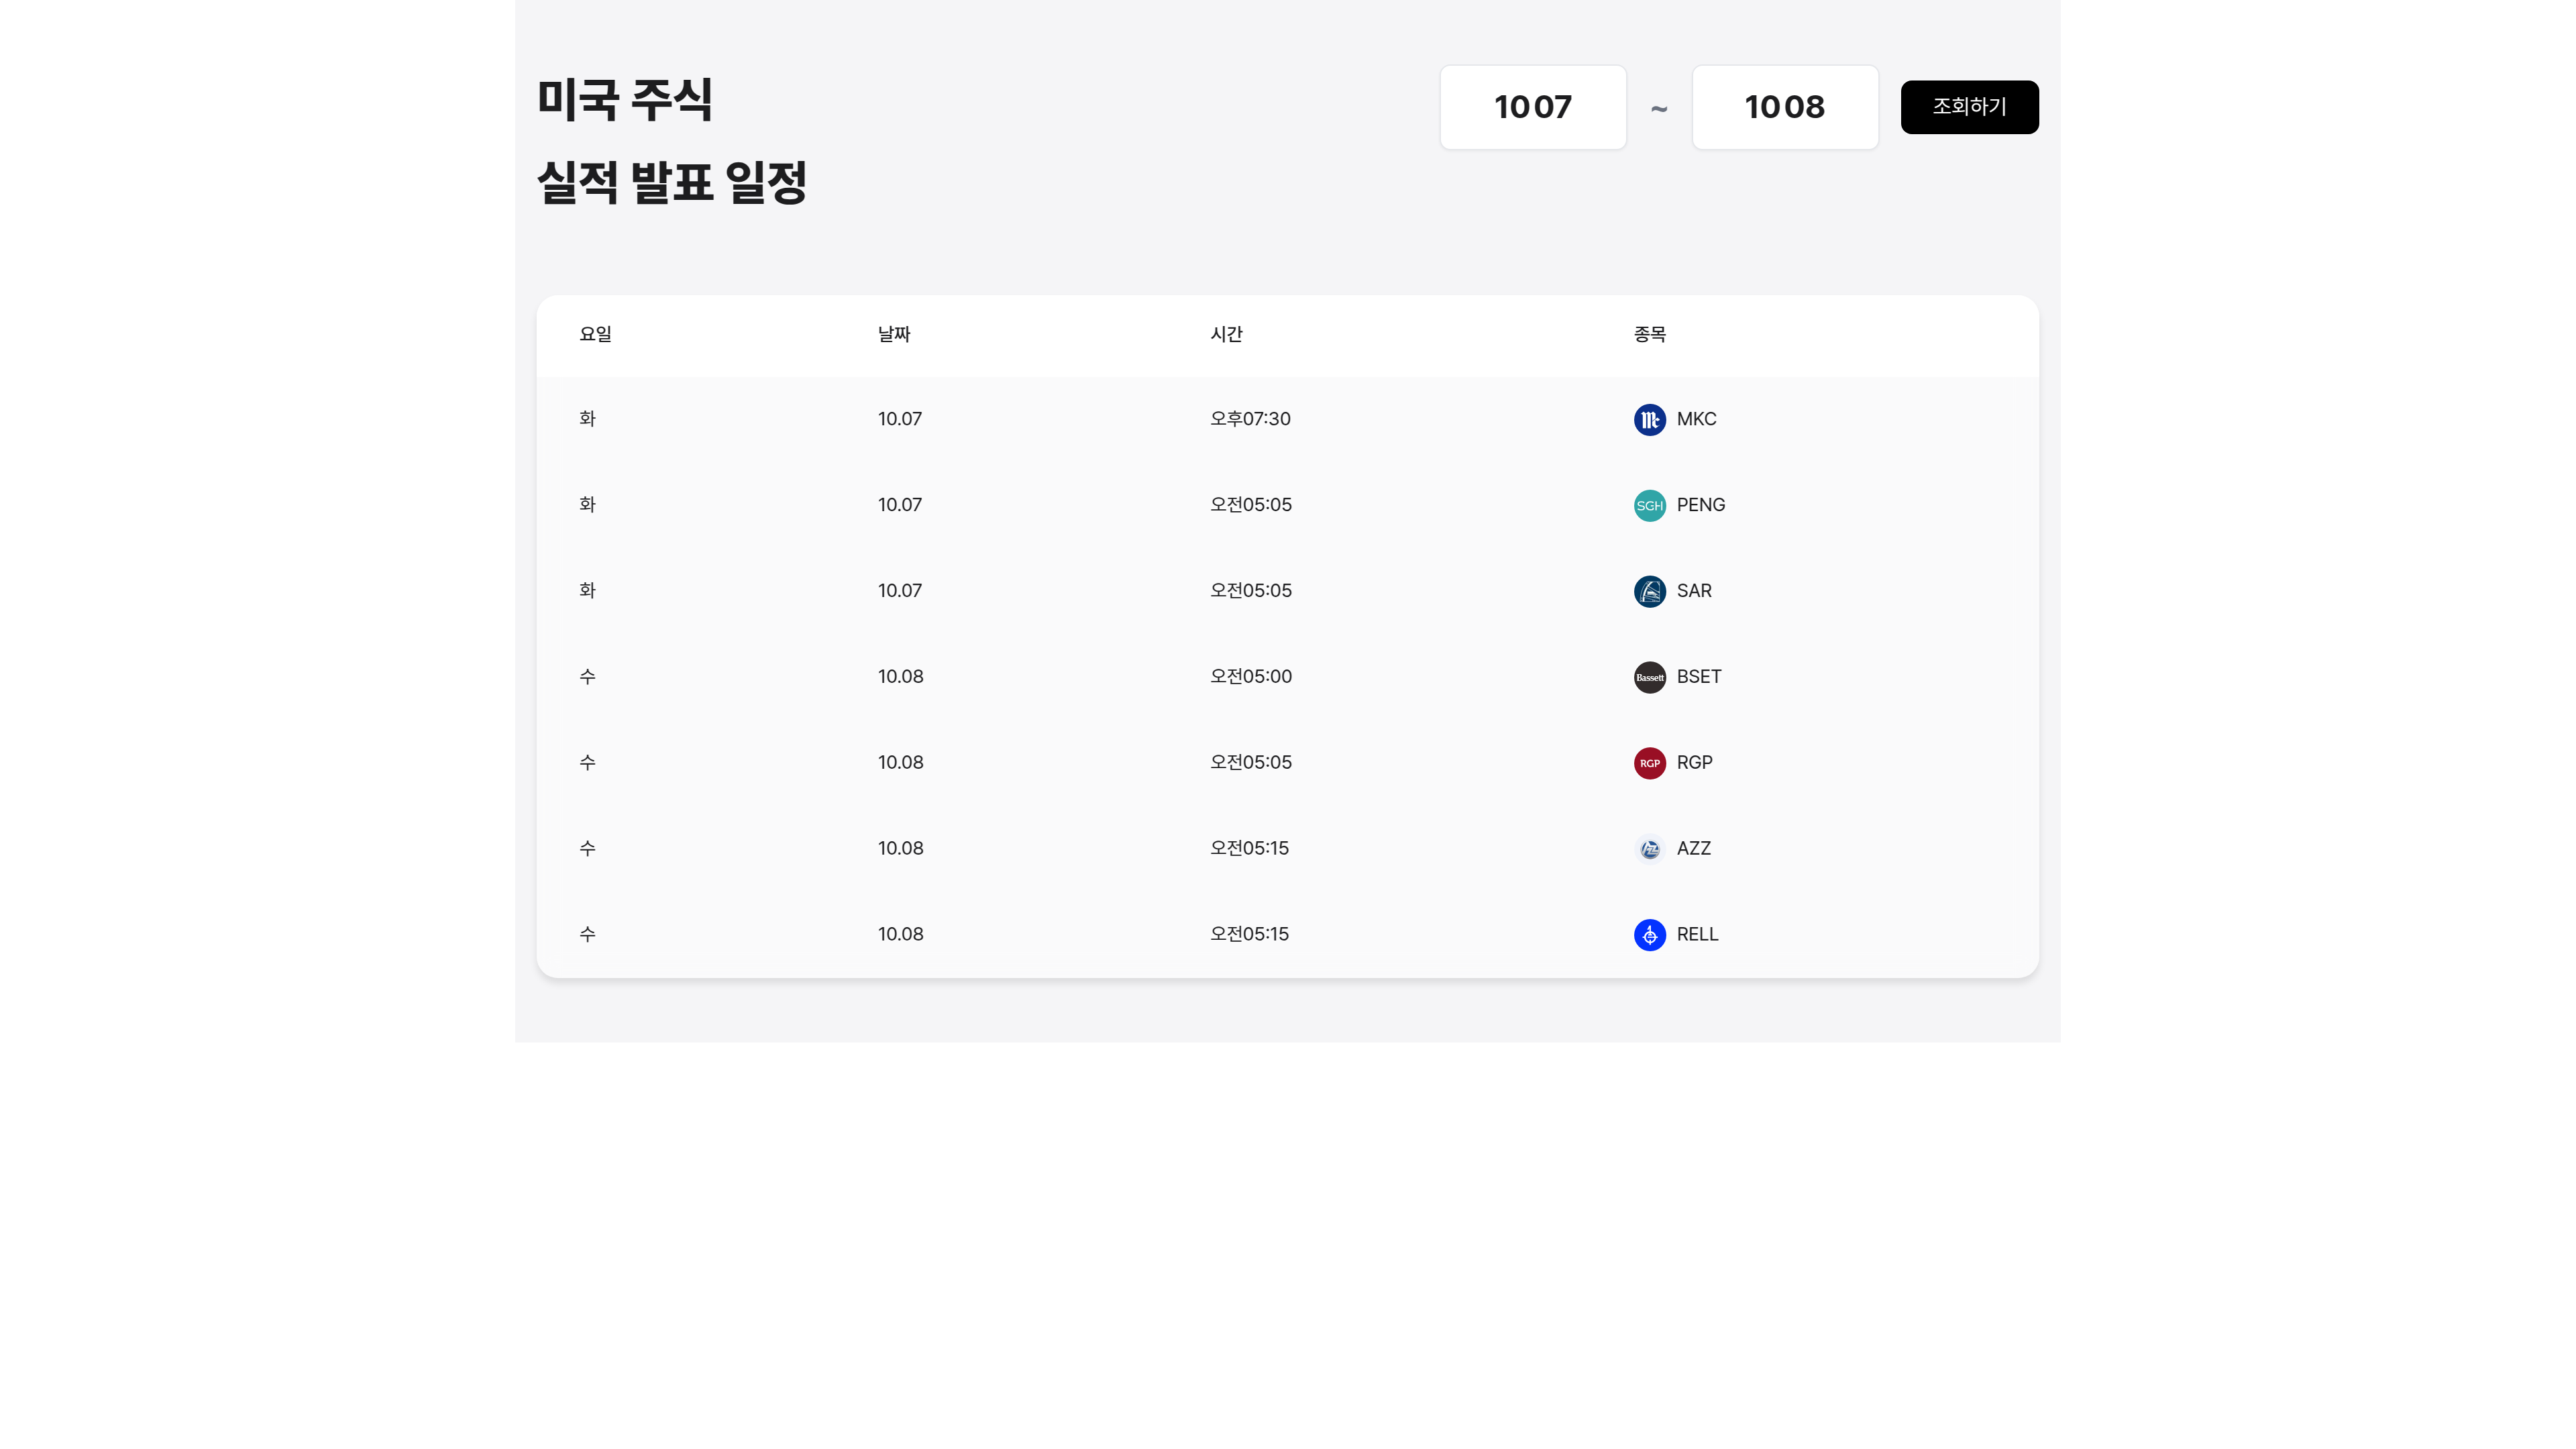 미국 주식
실적 발표 일정
1007 ~ 1008 조회하기
요일 날짜 시간 종목
화 10.07 오후07:30 MKC
화 10.07 오전05:05 SGH PENG
화 10.07 오전05:05 SAR
수 10.08 오전05:00 Bassett BSET
수 10.08 오전05:05 RGP RGP
수 10.08 오전05:15 AZZ
수 10.08 오전05:15 RELL